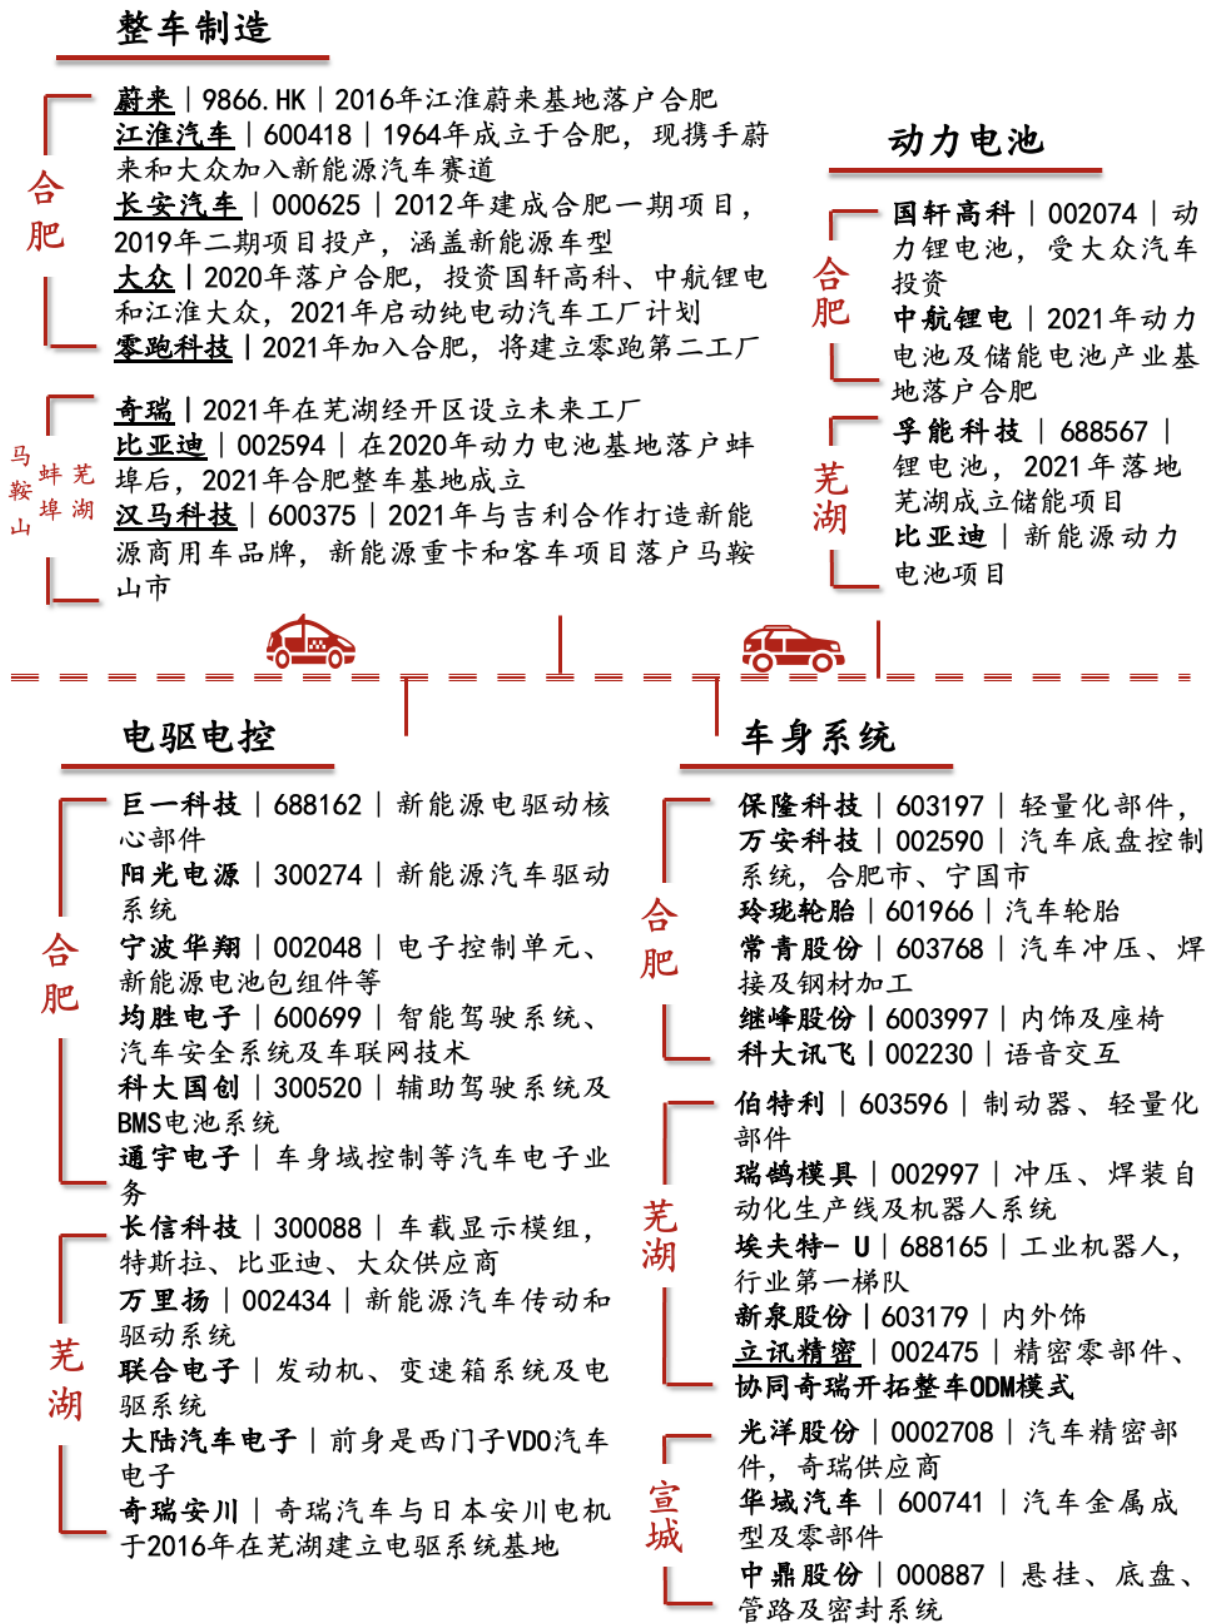 整车制造
合肥
蔚来｜9866.HK｜2016年江淮蔚来基地落户合肥
江淮汽车｜600418｜1964年成立于合肥，现携手蔚
来和大众加入新能源汽车赛道
长安汽车｜000625｜2012年建成合肥一期项目，
2019年二期项目投产，涵盖新能源车型
大众｜2020年落户合肥，投资国轩高科、中航锂电
和江淮大众，2021年启动纯电动汽车工厂计划
零跑科技｜2021年加入合肥，将建立零跑第二工厂
马鞍山
蚌埠
芜湖
奇瑞｜2021年在芜湖经开区设立未来工厂
比亚迪｜002594｜在2020年动力电池基地落户蚌
埠后，2021年合肥整车基地成立
汉马科技｜600375｜2021年与吉利合作打造新能
源商用车品牌，新能源重卡和客车项目落户马鞍
山市
动力电池
合肥
国轩高科｜002074｜动
力锂电池，受大众汽车
投资
中航锂电｜2021年动力
电池及储能电池产业基
地落户合肥
芜湖
孚能科技｜688567｜
锂电池，2021年落地
芜湖成立储能项目
比亚迪｜新能源动力
电池项目
电驱电控
合肥
巨一科技｜688162｜新能源电驱动核
心部件
阳光电源｜300274｜新能源汽车驱动
系统
宁波华翔｜002048｜电子控制单元、
新能源电池包组件等
均胜电子｜600699｜智能驾驶系统、
汽车安全系统及车联网技术
科大国创｜300520｜辅助驾驶系统及
BMS电池系统
通宇电子｜车身域控制等汽车电子业
务
芜湖
长信科技｜300088｜车载显示模组，
特斯拉、比亚迪、大众供应商
万里扬｜002434｜新能源汽车传动和
驱动系统
联合电子｜发动机、变速箱系统及电
驱系统
大陆汽车电子｜前身是西门子VDO汽车
电子
奇瑞安川｜奇瑞汽车与日本安川电机
于2016年在芜湖建立电驱系统基地
车身系统
合肥
保隆科技｜603197｜轻量化部件，
万安科技｜002590｜汽车底盘控制
系统，合肥市、宁国市
玲珑轮胎｜601966｜汽车轮胎
常青股份｜603768｜汽车冲压、焊
接及钢材加工
继峰股份｜6003997｜内饰及座椅
科大讯飞｜002230｜语音交互
芜湖
伯特利｜603596｜制动器、轻量化
部件
瑞鹄模具｜002997｜冲压、焊装自
动化生产线及机器人系统
埃夫特- U｜688165｜工业机器人，
行业第一梯队
新泉股份｜603179｜内外饰
立讯精密｜002475｜精密零部件、
协同奇瑞开拓整车ODM模式
宣城
光洋股份｜0002708｜汽车精密部
件，奇瑞供应商
华域汽车｜600741｜汽车金属成
型及零部件
中鼎股份｜000887｜悬挂、底盘、
管路及密封系统